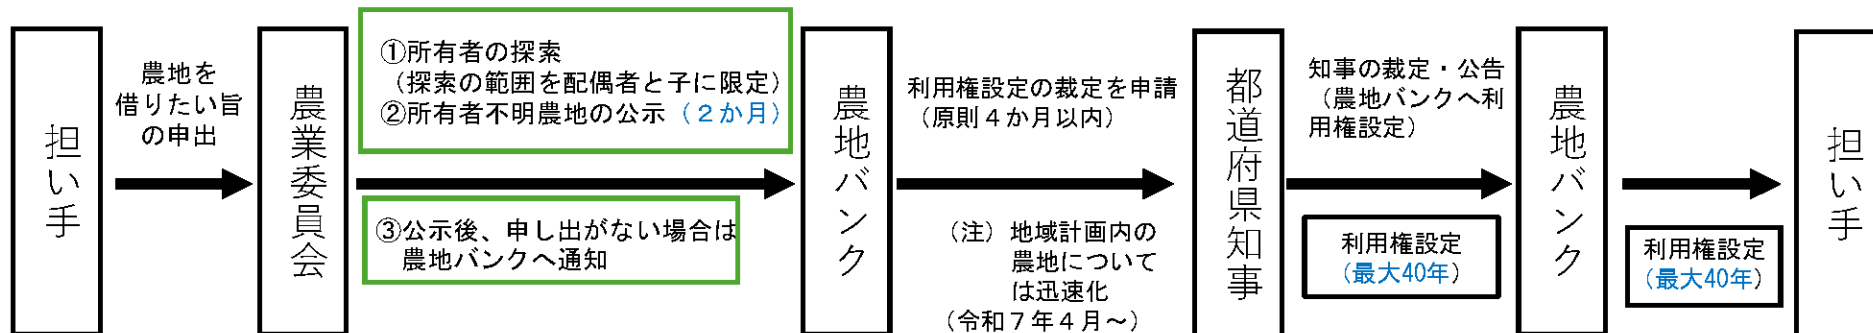 担い手
農地を
借りたい旨
の申出
農業委員会
①所有者の探索
（探索の範囲を配偶者と子に限定）
②所有者不明農地の公示（２か月）
③公示後、申し出がない場合は
農地バンクへ通知
農地バンク
利用権設定の裁定を申請
（原則４か月以内）
（注）地域計画内の
農地について
は迅速化
（令和７年４月～）
都道府県知事
知事の裁定・公告
（農地バンクへ利
用権設定）
利用権設定
（最大40年）
農地バンク
利用権設定
（最大40年）
担い手